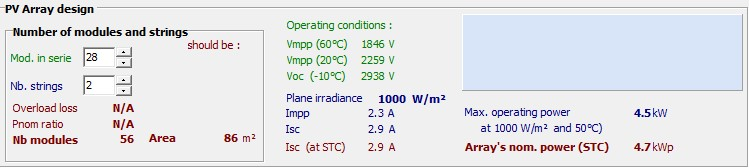 PV Array design
Number of modules and strings
should be :
Mod. in serie 28
Nb. strings 2
Overload loss N/A
Pnom ratio N/A
Nb modules 56 Area 86 m²
Operating conditions :
Vmpp (60°C) 1846 V
Vmpp (20°C) 2259 V
Voc (-10°C) 2938 V
Plane irradiance 1000 W/m²
Impp 2.3 A
Isc 2.9 A
Isc (at STC) 2.9 A
Max. operating power 4.5 kW
at 1000 W/m² and 50°C)
Array's nom. power (STC) 4.7 kWp